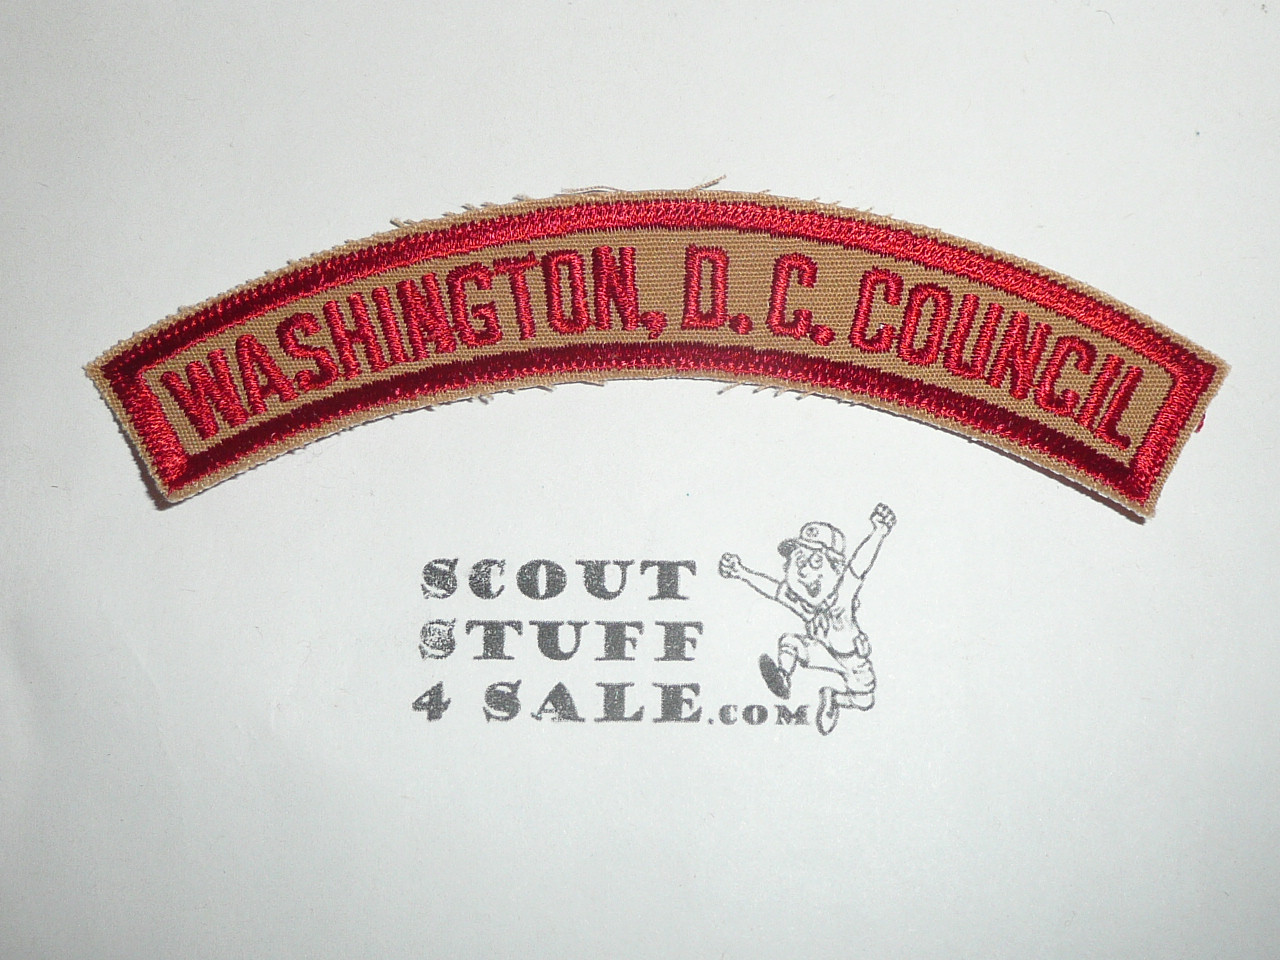 WASHINGTON, D. C. COUNCIL
SCOUT
STUFF
4 SALE.COM